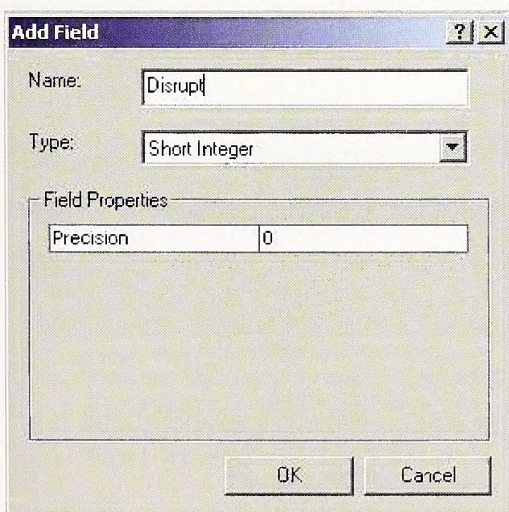 Add Field
Name: Disrupt
Type: Short Integer
Field Properties
Precision 0
OK Cancel